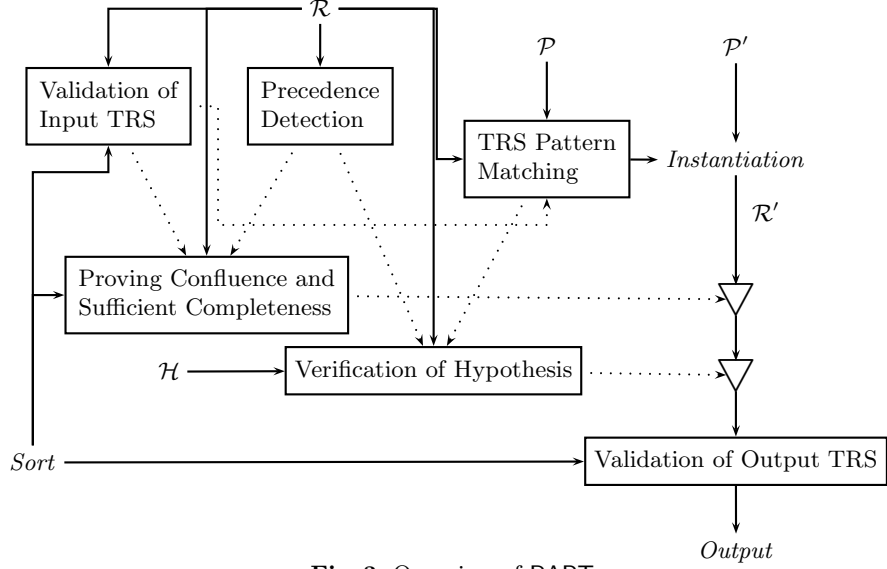 ℛ
𝒫
𝒫′
Validation of
Input TRS
Precedence
Detection
TRS Pattern
Matching
Instantiation
ℛ′
Proving Confluence and
Sufficient Completeness
ℋ
Verification of Hypothesis
Sort
Validation of Output TRS
Output